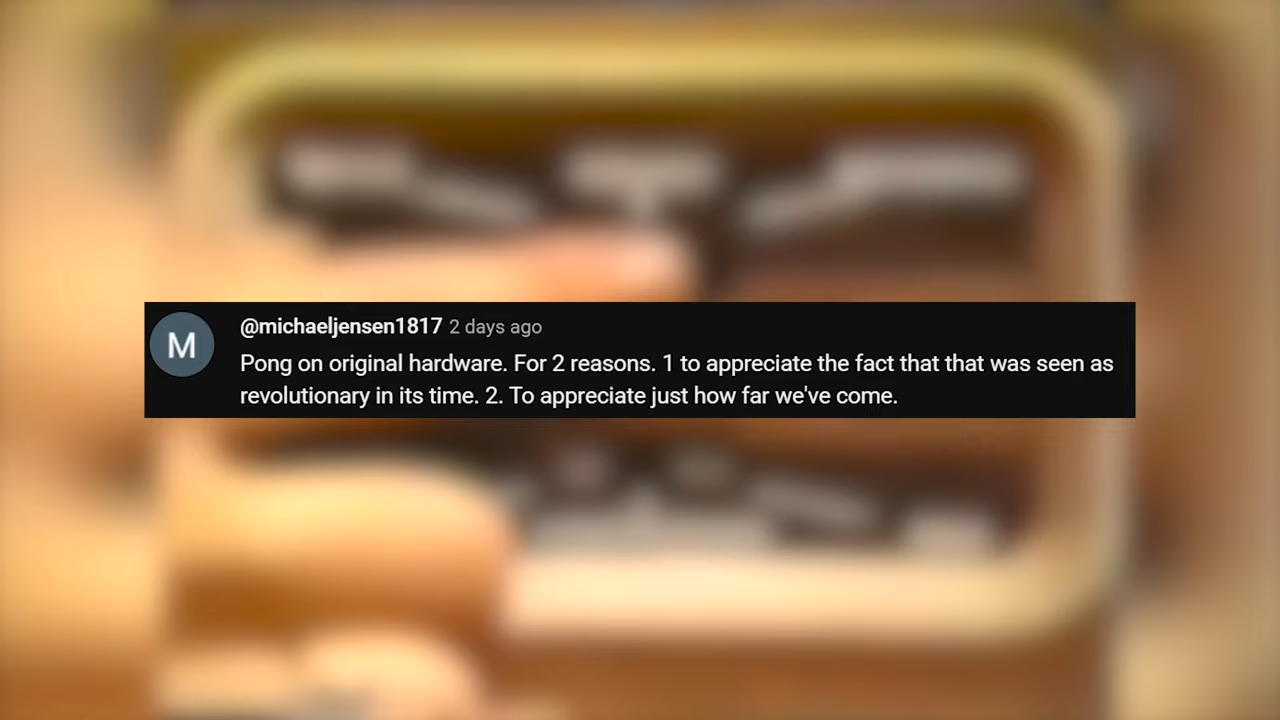 M
@michaeljensen1817 2 days ago
Pong on original hardware. For 2 reasons. 1 to appreciate the fact that that was seen as
revolutionary in its time. 2. To appreciate just how far we've come.